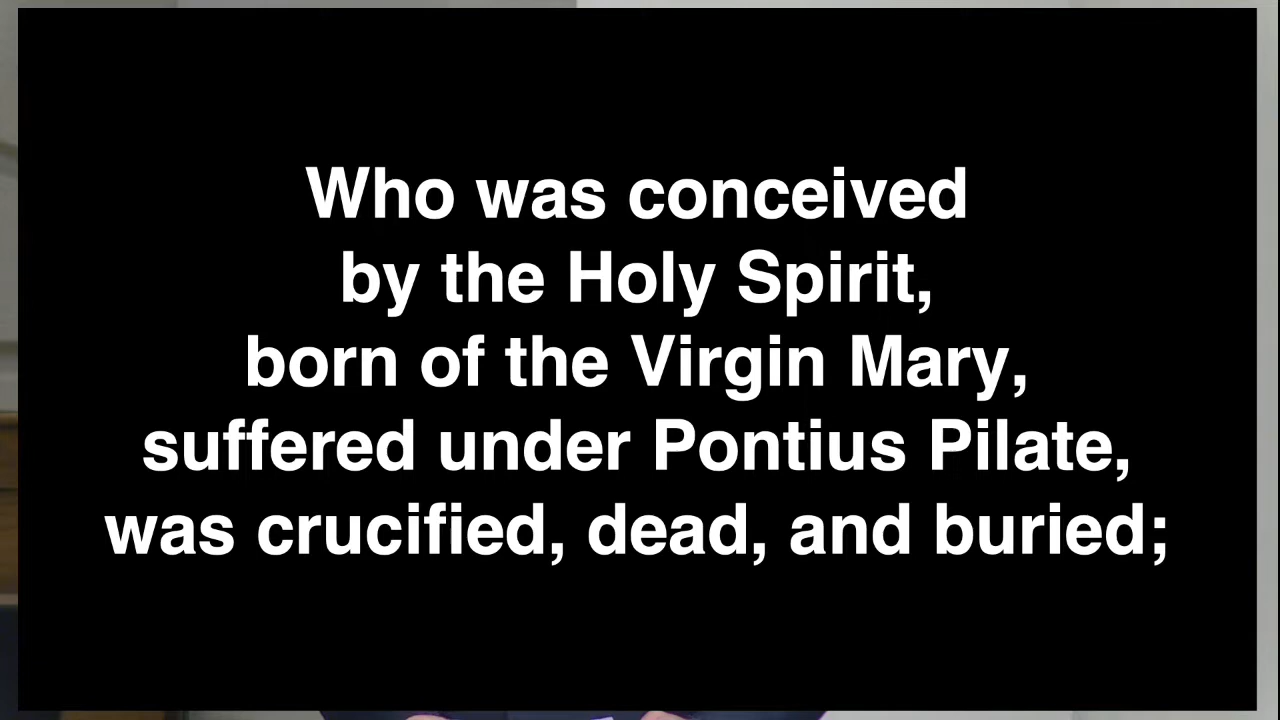 Who was conceived
by the Holy Spirit,
born of the Virgin Mary,
suffered under Pontius Pilate,
was crucified, dead, and buried;